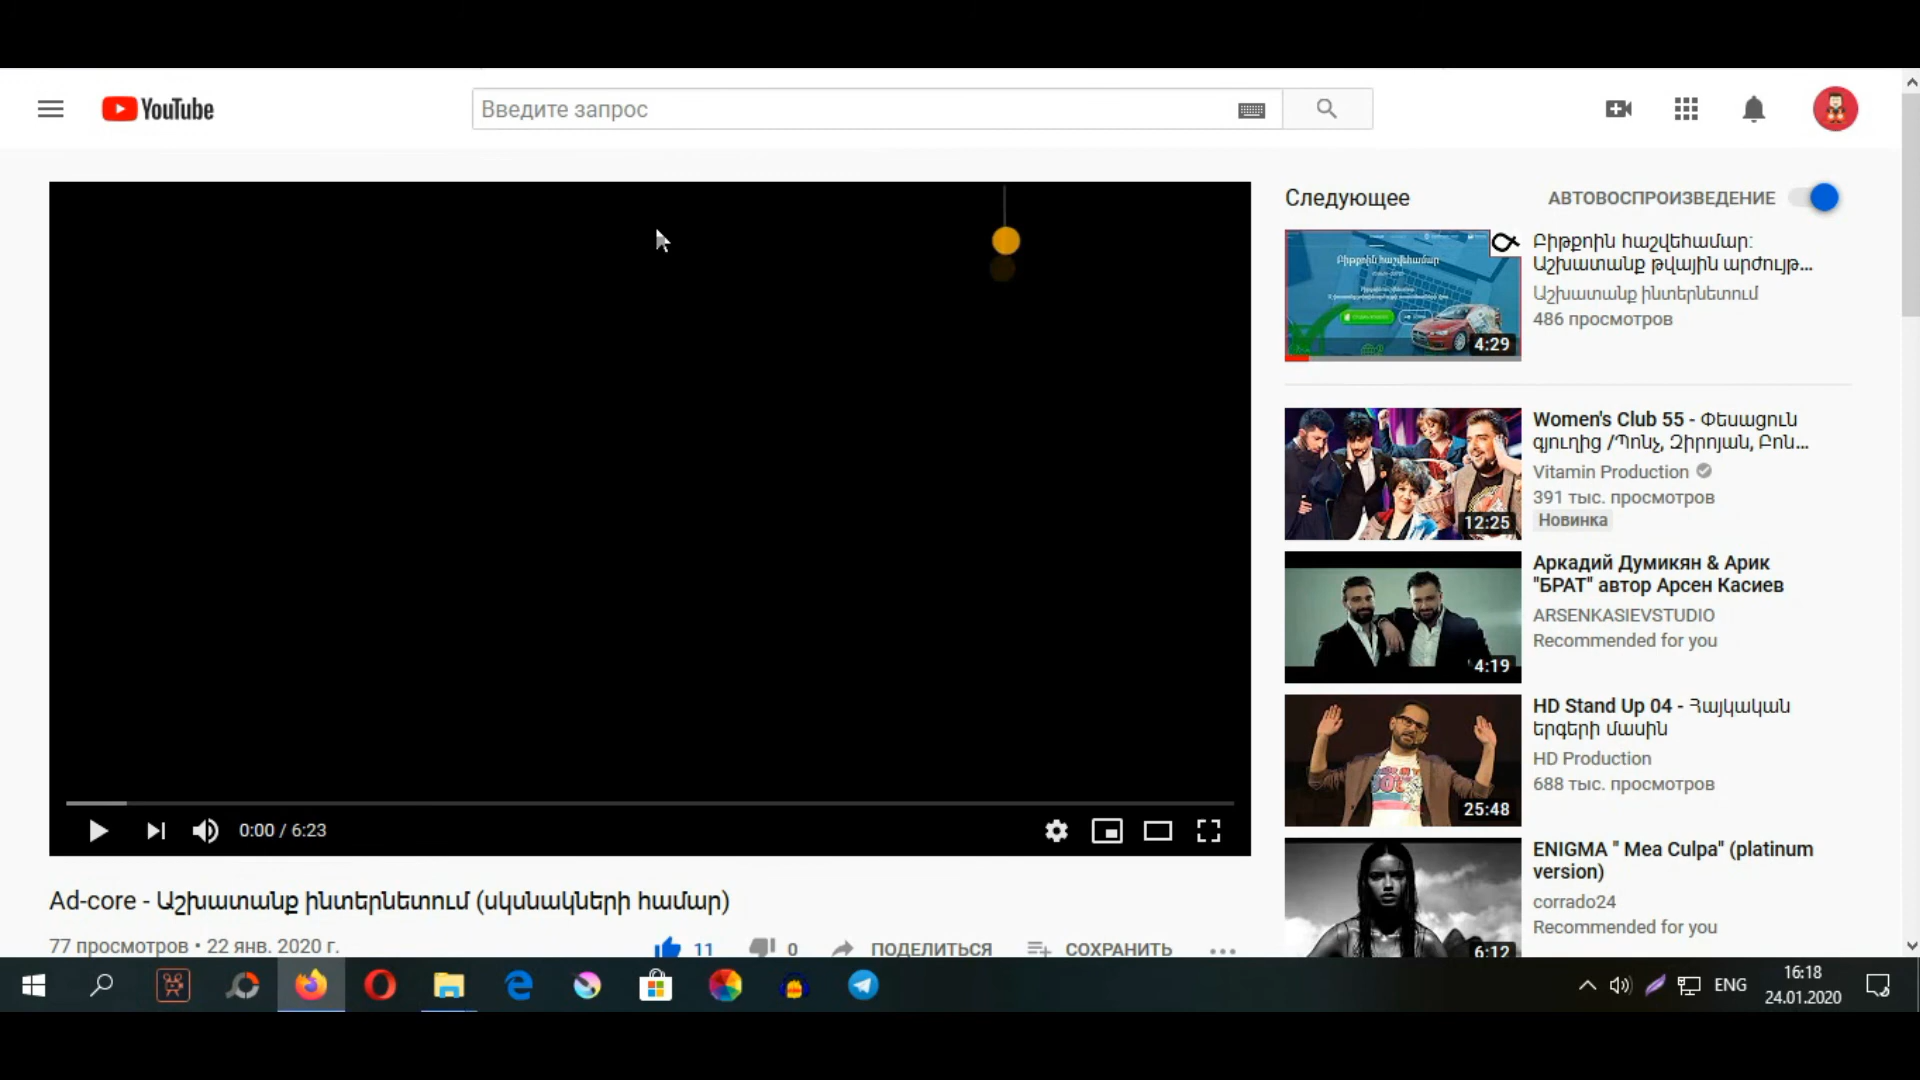 YouTube
Введите запрос
Следующее
АВТОВОСПРОИЗВЕДЕНИЕ
Բիթքոին հաշվեհամար
4:29
Բիթքոին հաշվեհամար։
Աշխատանք թվային արժույթ...
Աշխատանք ինտերնետում
486 просмотров
12:25
Women's Club 55 - Փեսացուն
գյուղից /Պոնչ, Զիրոյան, Բոն...
Vitamin Production
391 тыс. просмотров
Новинка
4:19
Аркадий Думикян & Арик
"БРАТ" автор Арсен Касиев
ARSENKASIEVSTUDIO
Recommended for you
25:48
HD Stand Up 04 - Հայկական
երգերի մասին
HD Production
688 тыс. просмотров
6:12
ENIGMA " Mea Culpa" (platinum
version)
corrado24
Recommended for you
0:00 / 6:23
Ad-core - Աշխատանք ինտերնետում (սկսնակների համար)
77 просмотров • 22 янв. 2020 г.
11
0
ПОДЕЛИТЬСЯ
СОХРАНИТЬ
ENG
16:18
24.01.2020